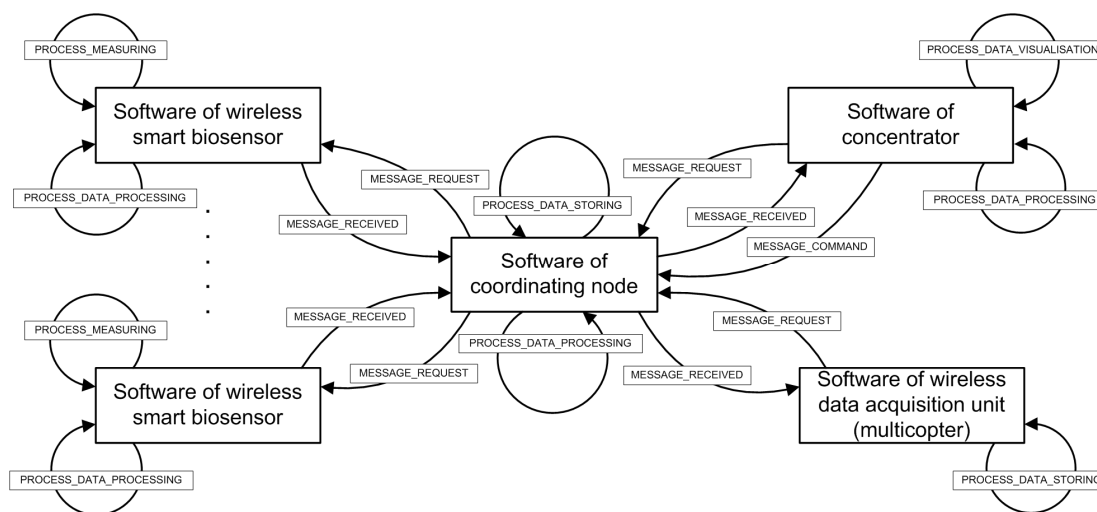 PROCESS_MEASURING
Software of wireless
smart biosensor
PROCESS_DATA_PROCESSING
MESSAGE_REQUEST
MESSAGE_RECEIVED
PROCESS_DATA_VISUALISATION
Software of
concentrator
PROCESS_DATA_PROCESSING
MESSAGE_REQUEST
MESSAGE_RECEIVED
MESSAGE_COMMAND
PROCESS_DATA_STORING
Software of
coordinating node
PROCESS_DATA_PROCESSING
PROCESS_MEASURING
Software of wireless
smart biosensor
PROCESS_DATA_PROCESSING
MESSAGE_RECEIVED
MESSAGE_REQUEST
MESSAGE_REQUEST
MESSAGE_RECEIVED
Software of wireless
data acquisition unit
(multicopter)
PROCESS_DATA_STORING